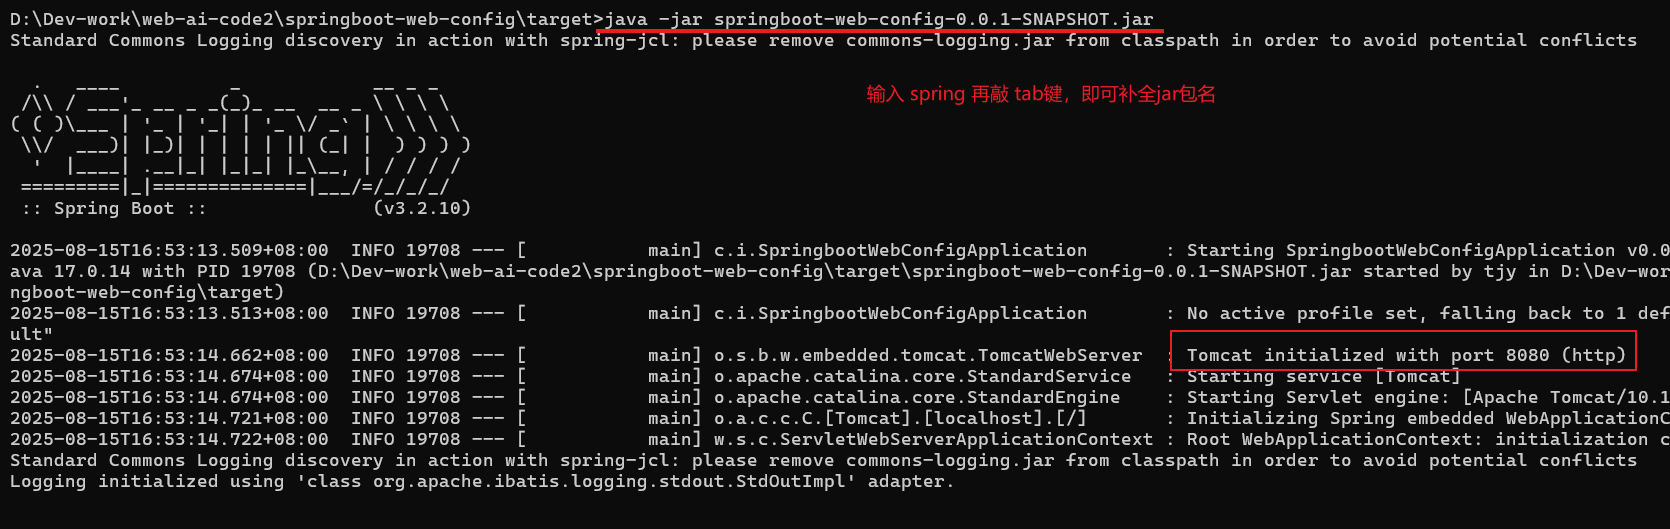 D:\Dev-work\web-ai-code2\springboot-web-config\target>java -jar springboot-web-config-0.0.1-SNAPSHOT.jar
Standard Commons Logging discovery in action with spring-jcl: please remove commons-logging.jar from classpath in order to avoid potential conflicts
输入 spring 再敲 tab键，即可补全jar包名
  .   ____          _            __ _ _
 /\\ / ___'_ __ _ _(_)_ __  __ _ \ \ \ \
( ( )\___ | '_ | '_| | '_ \/ _` | \ \ \ \
 \\/  ___)| |_)| | | | | || (_| |  ) ) ) )
  '  |____| .__|_| |_|_| |_\__, | / / / /
 =========|_|==============|___/=/_/_/_/
 :: Spring Boot ::               (v3.2.10)
2025-08-15T16:53:13.509+08:00  INFO 19708 --- [           main] c.i.SpringbootWebConfigApplication       : Starting SpringbootWebConfigApplication v0.0
ava 17.0.14 with PID 19708 (D:\Dev-work\web-ai-code2\springboot-web-config\target\springboot-web-config-0.0.1-SNAPSHOT.jar started by tjy in D:\Dev-wor
ngboot-web-config\target)
2025-08-15T16:53:13.513+08:00  INFO 19708 --- [           main] c.i.SpringbootWebConfigApplication       : No active profile set, falling back to 1 def
ult"
2025-08-15T16:53:14.662+08:00  INFO 19708 --- [           main] o.s.b.w.embedded.tomcat.TomcatWebServer  : Tomcat initialized with port 8080 (http)
2025-08-15T16:53:14.674+08:00  INFO 19708 --- [           main] o.apache.catalina.core.StandardService   : Starting service [Tomcat]
2025-08-15T16:53:14.674+08:00  INFO 19708 --- [           main] o.apache.catalina.core.StandardEngine    : Starting Servlet engine: [Apache Tomcat/10.1
2025-08-15T16:53:14.721+08:00  INFO 19708 --- [           main] o.a.c.c.C.[Tomcat].[localhost].[/]       : Initializing Spring embedded WebApplicationC
2025-08-15T16:53:14.722+08:00  INFO 19708 --- [           main] w.s.c.ServletWebServerApplicationContext : Root WebApplicationContext: initialization c
Standard Commons Logging discovery in action with spring-jcl: please remove commons-logging.jar from classpath in order to avoid potential conflicts
Logging initialized using 'class org.apache.ibatis.logging.stdout.StdOutImpl' adapter.